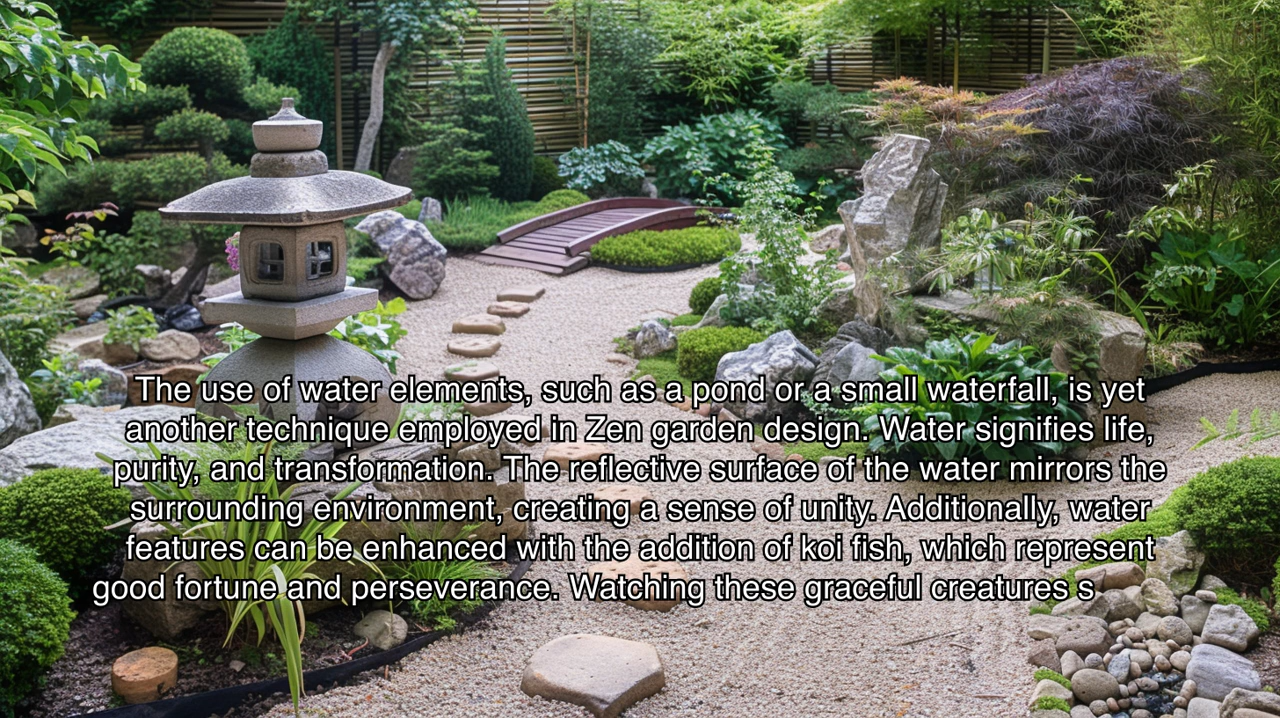 The use of water elements, such as a pond or a small waterfall, is yet
another technique employed in Zen garden design. Water signifies life,
purity, and transformation. The reflective surface of the water mirrors the
surrounding environment, creating a sense of unity. Additionally, water
features can be enhanced with the addition of koi fish, which represent
good fortune and perseverance. Watching these graceful creatures s